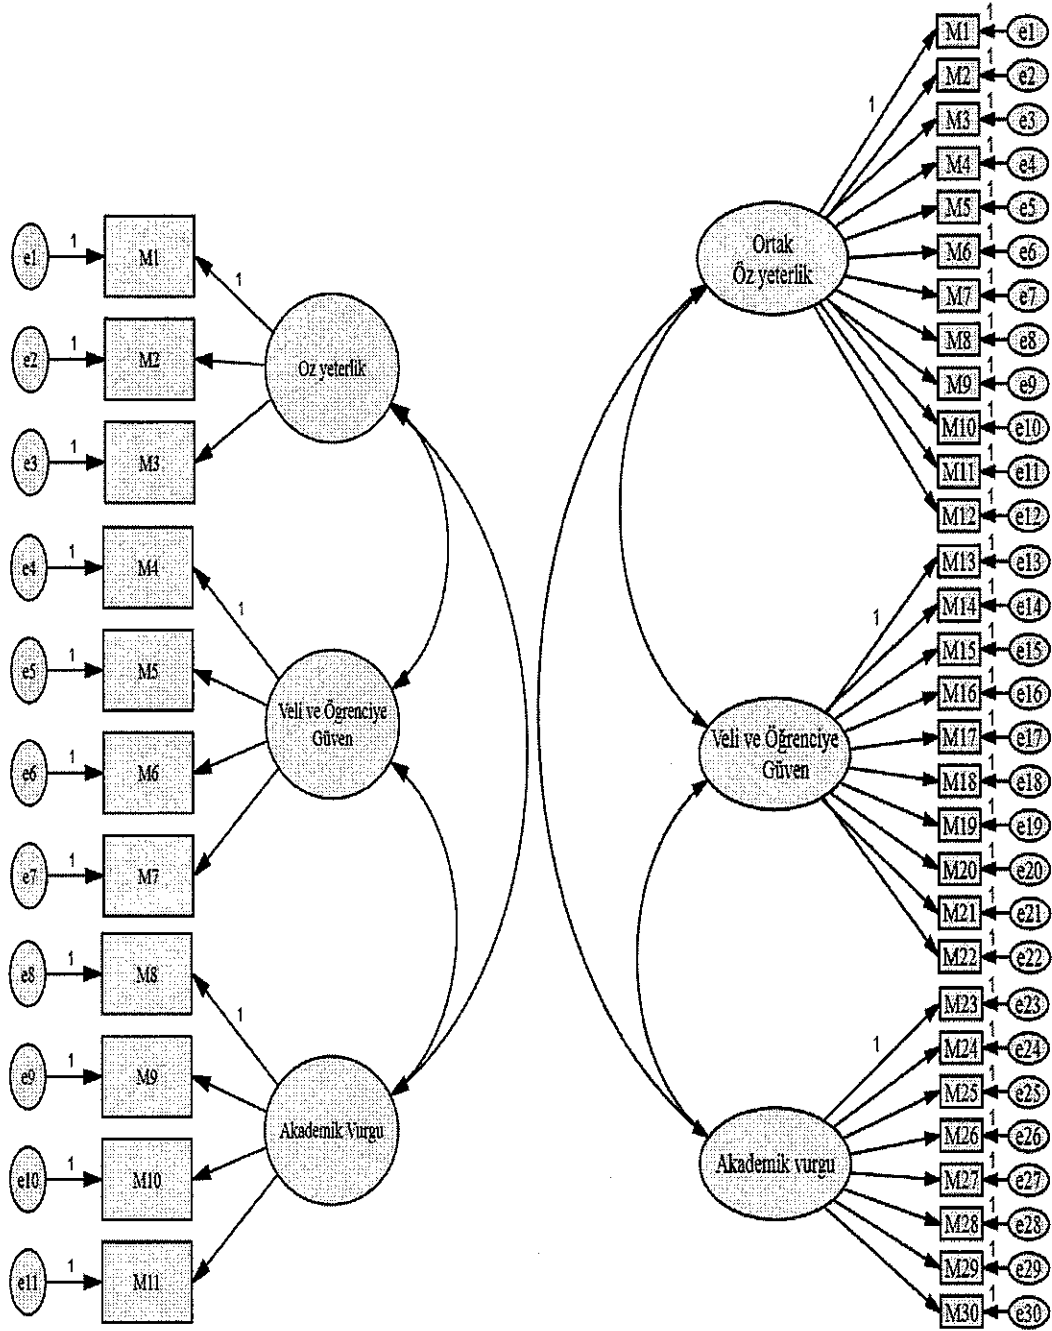 e1
1
M1
1
e2
1
M2
Oz yeterlik
e3
1
M3
e4
1
M4
1
e5
1
M5
Veli ve Ögrenciye
Güven
e6
1
M6
e7
1
M7
e8
1
M8
1
e9
1
M9
Akademik Vurgu
e10
1
M10
e11
1
M11
Ortak
Öz yeterlik
1
M1
1
e1
M2
1
e2
M3
1
e3
M4
1
e4
M5
1
e5
M6
1
e6
M7
1
e7
M8
1
e8
M9
1
e9
M10
1
e10
M11
1
e11
M12
1
e12
Veli ve Öğrenciye
Güven
1
M13
1
e13
M14
1
e14
M15
1
e15
M16
1
e16
M17
1
e17
M18
1
e18
M19
1
e19
M20
1
e20
M21
1
e21
M22
1
e22
Akademik vurgu
1
M23
1
e23
M24
1
e24
M25
1
e25
M26
1
e26
M27
1
e27
M28
1
e28
M29
1
e29
M30
1
e30